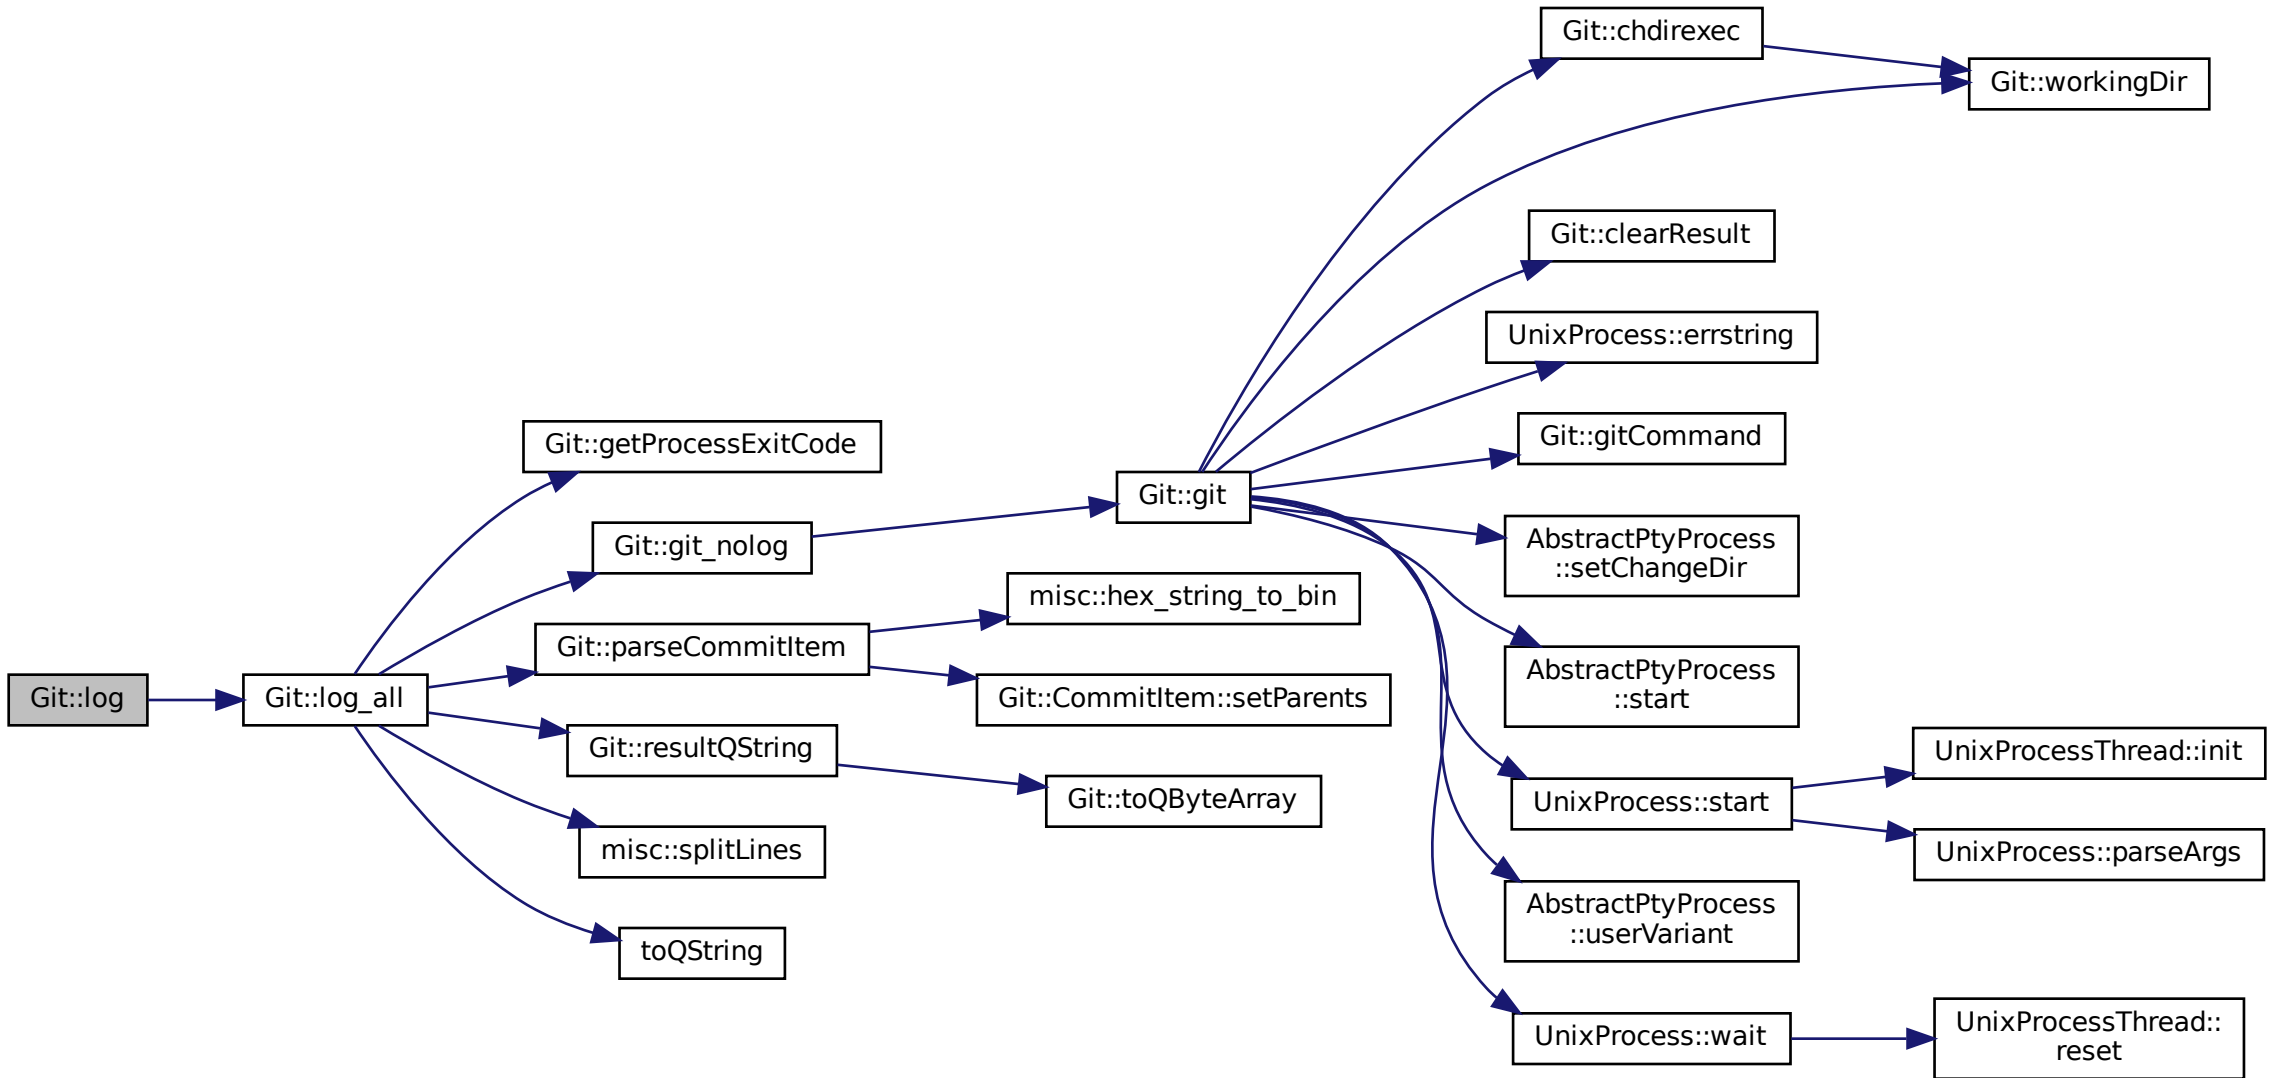 Git::chdirexec
Git::workingDir
Git::clearResult
UnixProcess::errstring
Git::gitCommand
Git::getProcessExitCode
Git::git
Git::git_nolog
AbstractPtyProcess
::setChangeDir
misc::hex_string_to_bin
Git::parseCommitItem
AbstractPtyProcess
::start
Git::log
Git::log_all
Git::CommitItem::setParents
Git::resultQString
UnixProcessThread::init
Git::toQByteArray
UnixProcess::start
misc::splitLines
UnixProcess::parseArgs
AbstractPtyProcess
::userVariant
toQString
UnixProcess::wait
UnixProcessThread::
reset